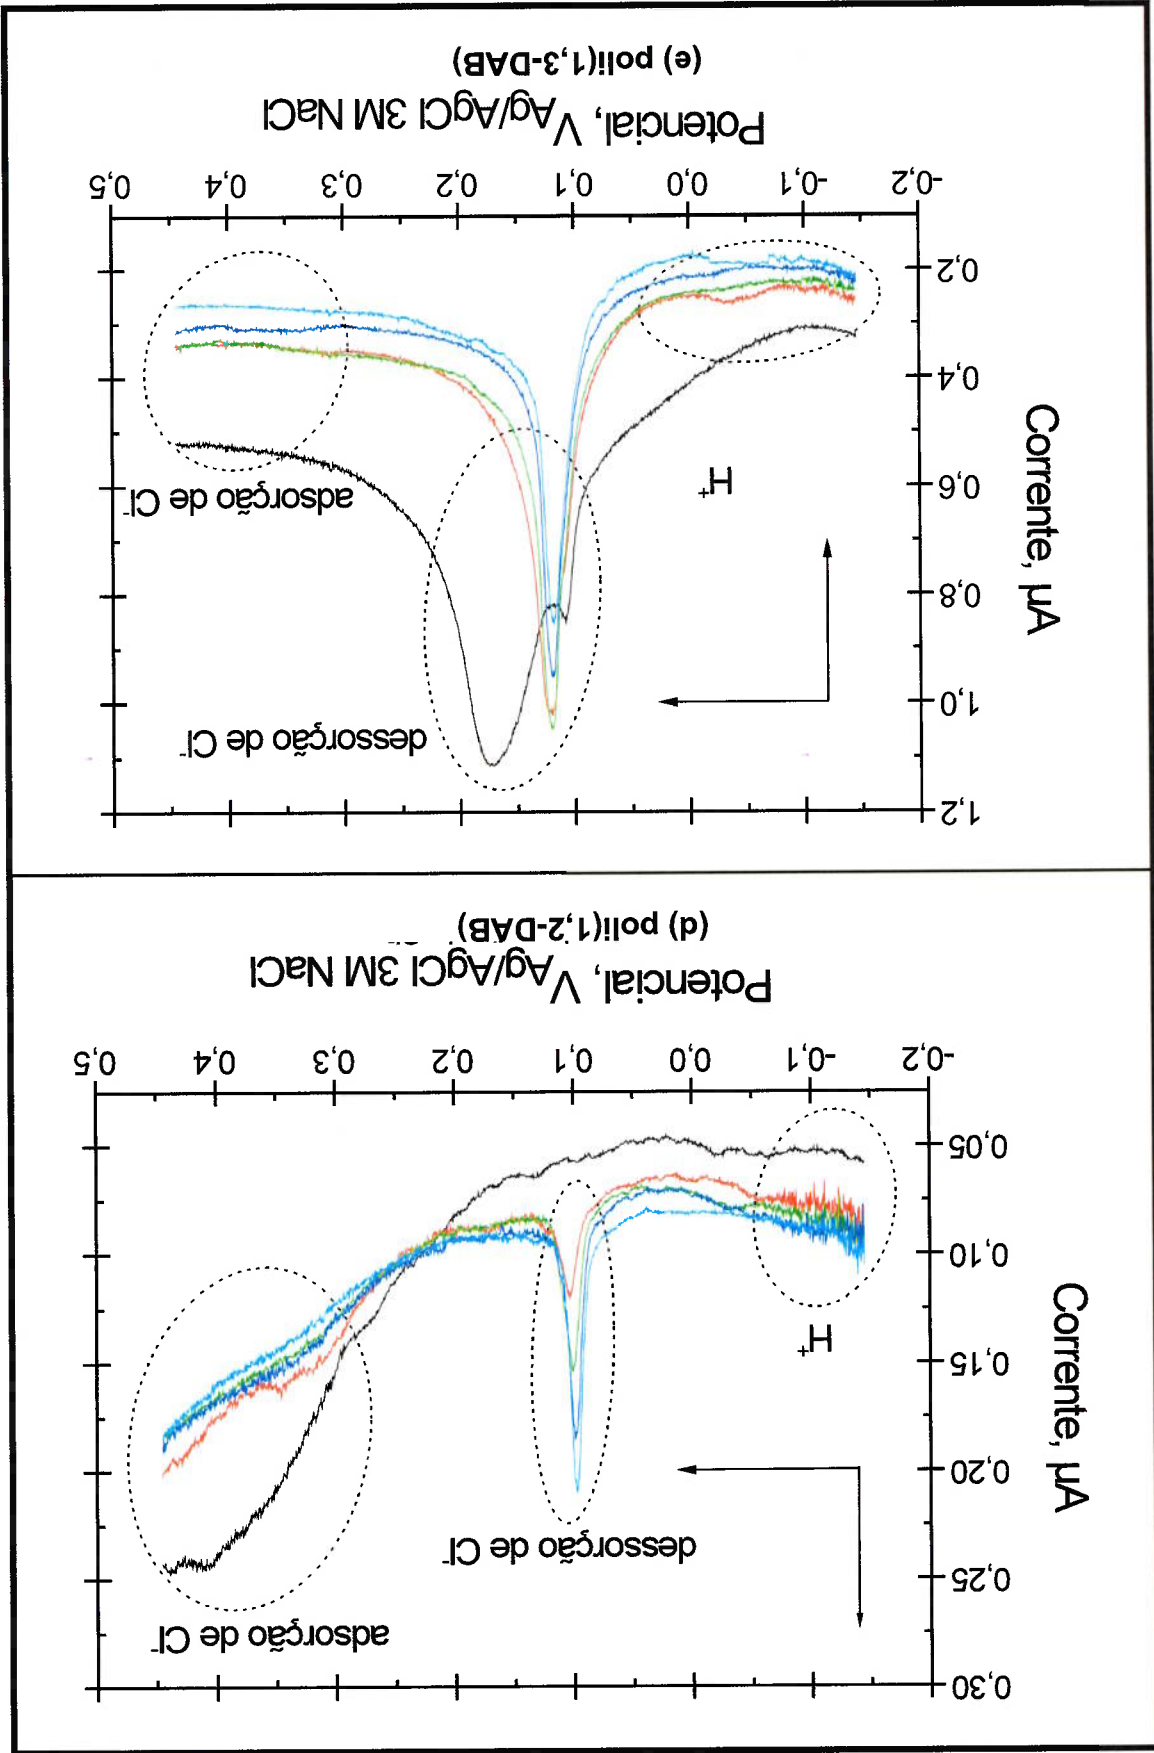 0,30
adsorção de Cl⁻
0,25
dessorção de Cl⁻
0,20
Corrente, µA
0,15
H⁺
0,10
0,05
-0,2 -0,1 0,0 0,1 0,2 0,3 0,4 0,5
Potencial, V Ag/AgCl 3M NaCl
(d) poli(1,2-DAB)
1,2
dessorção de Cl⁻
1,0
0,8
Corrente, µA
0,6
H⁺
adsorção de Cl⁻
0,4
0,2
-0,2 -0,1 0,0 0,1 0,2 0,3 0,4 0,5
Potencial, V Ag/AgCl 3M NaCl
(e) poli(1,3-DAB)